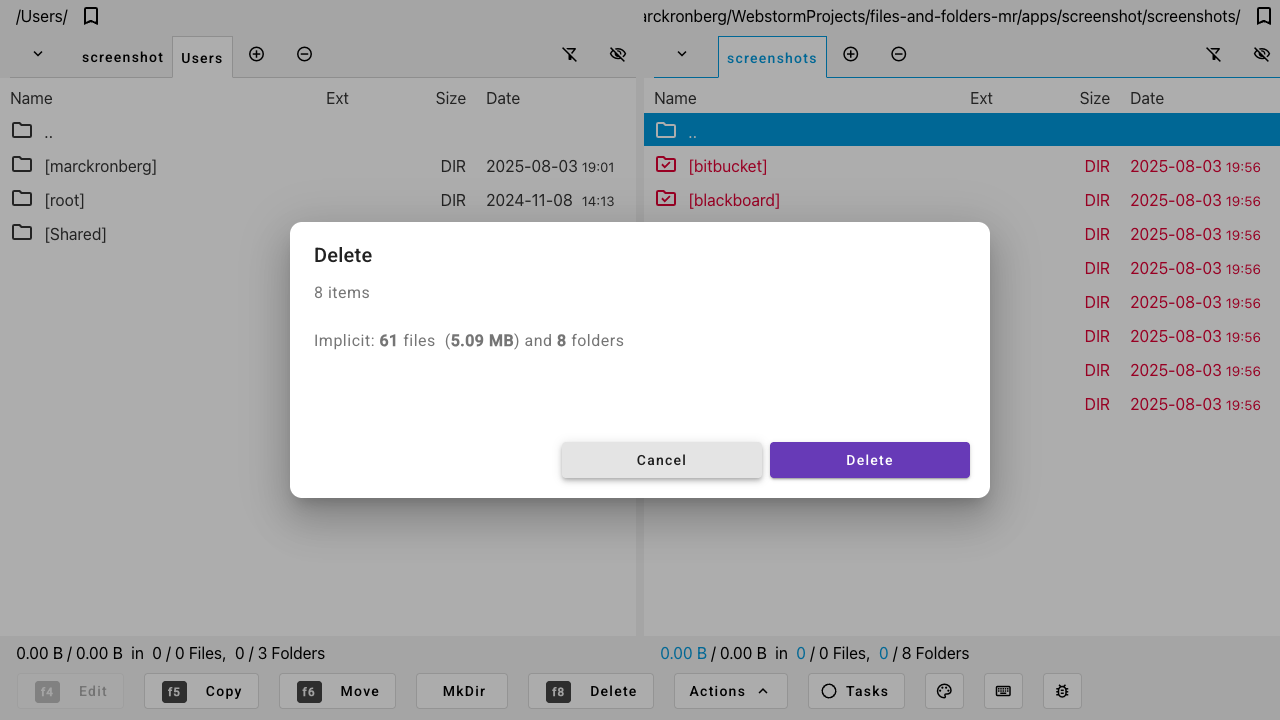 /Users/
arckronberg/WebstormProjects/files-and-folders-mr/apps/screenshot/screenshots/
screenshot Users
screenshots
Name Ext Size Date
..
[marckronberg] DIR 2025-08-03 19:01
[root] DIR 2024-11-08 14:13
[Shared]
Name Ext Size Date
..
[bitbucket] DIR 2025-08-03 19:56
[blackboard] DIR 2025-08-03 19:56
DIR 2025-08-03 19:56
DIR 2025-08-03 19:56
DIR 2025-08-03 19:56
DIR 2025-08-03 19:56
DIR 2025-08-03 19:56
DIR 2025-08-03 19:56
Delete
8 items
Implicit: 61 files (5.09 MB) and 8 folders
Cancel Delete
0.00 B / 0.00 B in 0 / 0 Files, 0 / 3 Folders
0.00 B / 0.00 B in 0 / 0 Files, 0 / 8 Folders
f4 Edit f5 Copy f6 Move MkDir f8 Delete Actions Tasks